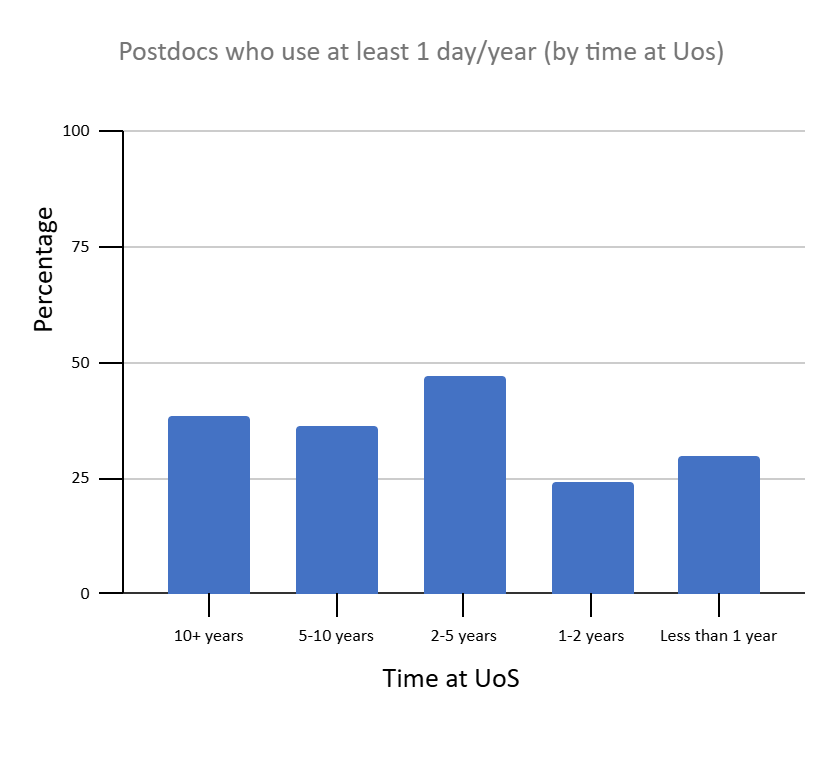 Postdocs who use at least 1 day/year (by time at Uos)
100
75
50
25
0
Percentage
10+ years
5-10 years
2-5 years
1-2 years
Less than 1 year
Time at UoS